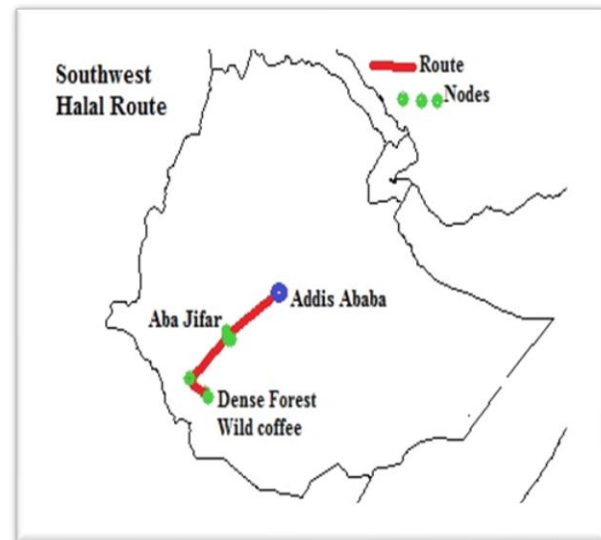 Southwest
Halal Route
Route
Nodes
Addis Ababa
Aba Jifar
Dense Forest
Wild coffee